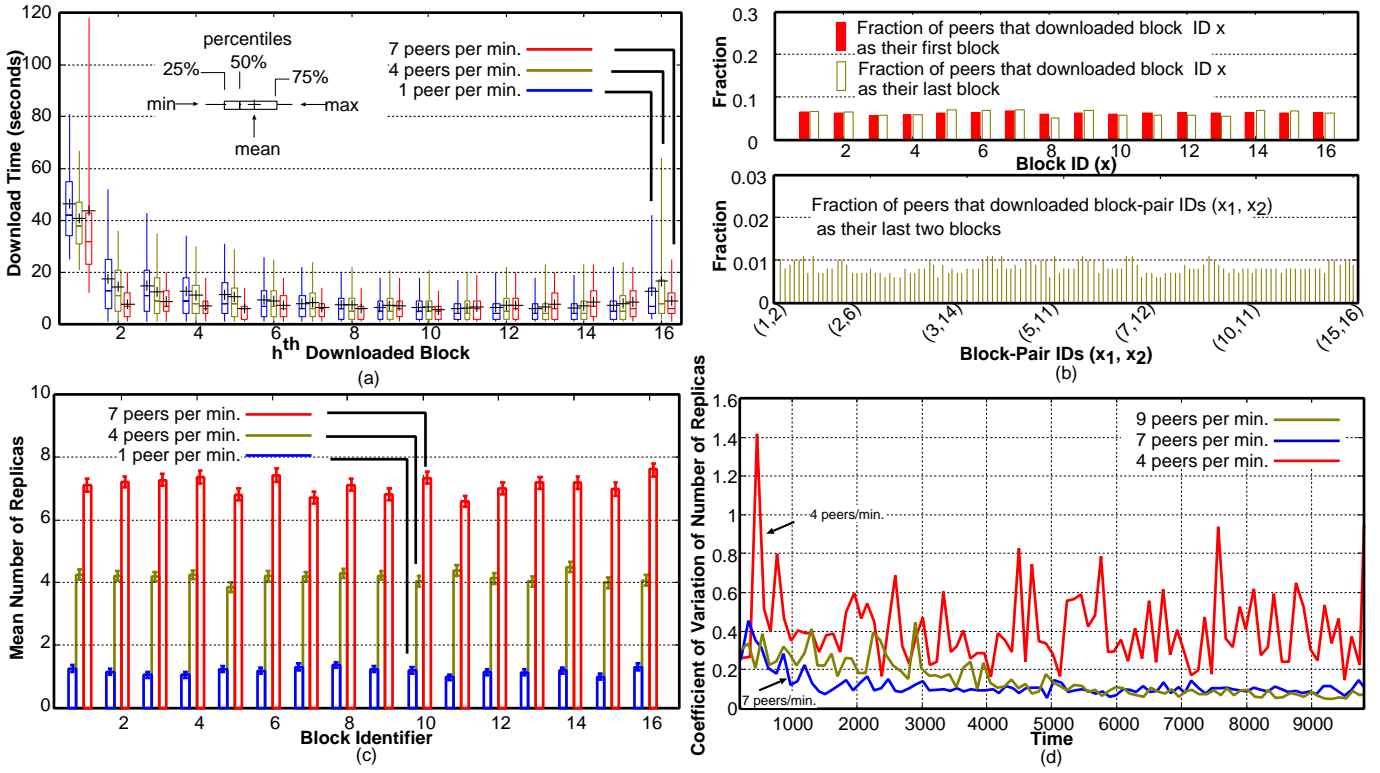 120
100
80
60
40
20
0
Download Time (seconds)
percentiles
25%
50%
75%
min
max
mean
7 peers per min.
4 peers per min.
1 peer per min.
2 4 6 8 10 12 14 16
hth Downloaded Block
(a)
0.3
0.2
0.1
0
Fraction
Fraction of peers that downloaded block ID x
as their first block
Fraction of peers that downloaded block ID x
as their last block
2 4 6 8 10 12 14 16
Block ID (x)
0.03
0.02
0.01
0
Fraction
Fraction of peers that downloaded block-pair IDs (x1, x2)
as their last two blocks
(1,2) (2,6) (3,14) (5,11) (7,12) (10,11) (15,16)
Block-Pair IDs (x1, x2)
(b)
10
8
6
4
2
0
Mean Number of Replicas
7 peers per min.
4 peers per min.
1 peer per min.
2 4 6 8 10 12 14 16
Block Identifier
(c)
1.6
1.4
1.2
1
0.8
0.6
0.4
0.2
0
Coefficient of Variation of Number of Replicas
9 peers per min.
7 peers per min.
4 peers per min.
4 peers/min.
7 peers/min.
1000 2000 3000 4000 5000 6000 7000 8000 9000
Time
(d)